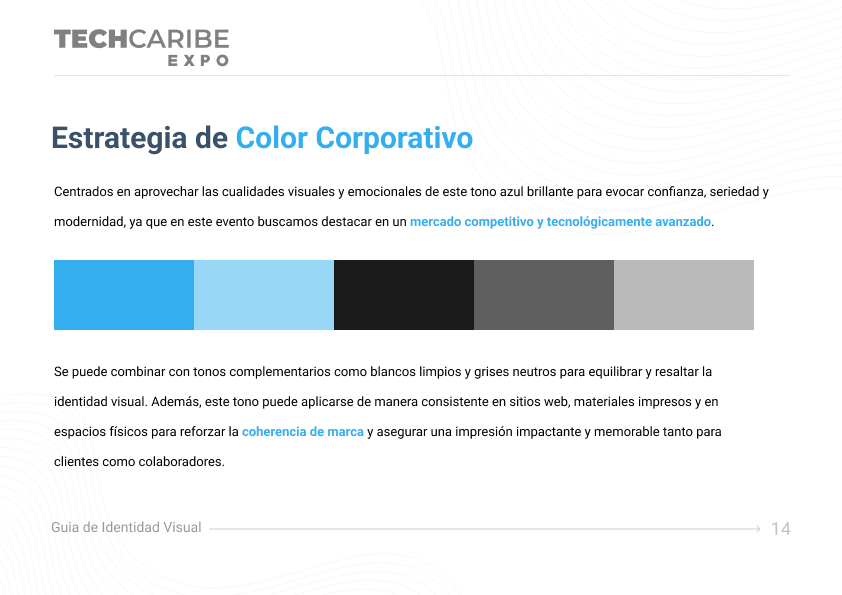 TECHCARIBE
EXPO
Estrategia de Color Corporativo
Centrados en aprovechar las cualidades visuales y emocionales de este tono azul brillante para evocar confianza, seriedad y
modernidad, ya que en este evento buscamos destacar en un mercado competitivo y tecnológicamente avanzado.
Se puede combinar con tonos complementarios como blancos limpios y grises neutros para equilibrar y resaltar la
identidad visual. Además, este tono puede aplicarse de manera consistente en sitios web, materiales impresos y en
espacios físicos para reforzar la coherencia de marca y asegurar una impresión impactante y memorable tanto para
clientes como colaboradores.
Guia de Identidad Visual
14